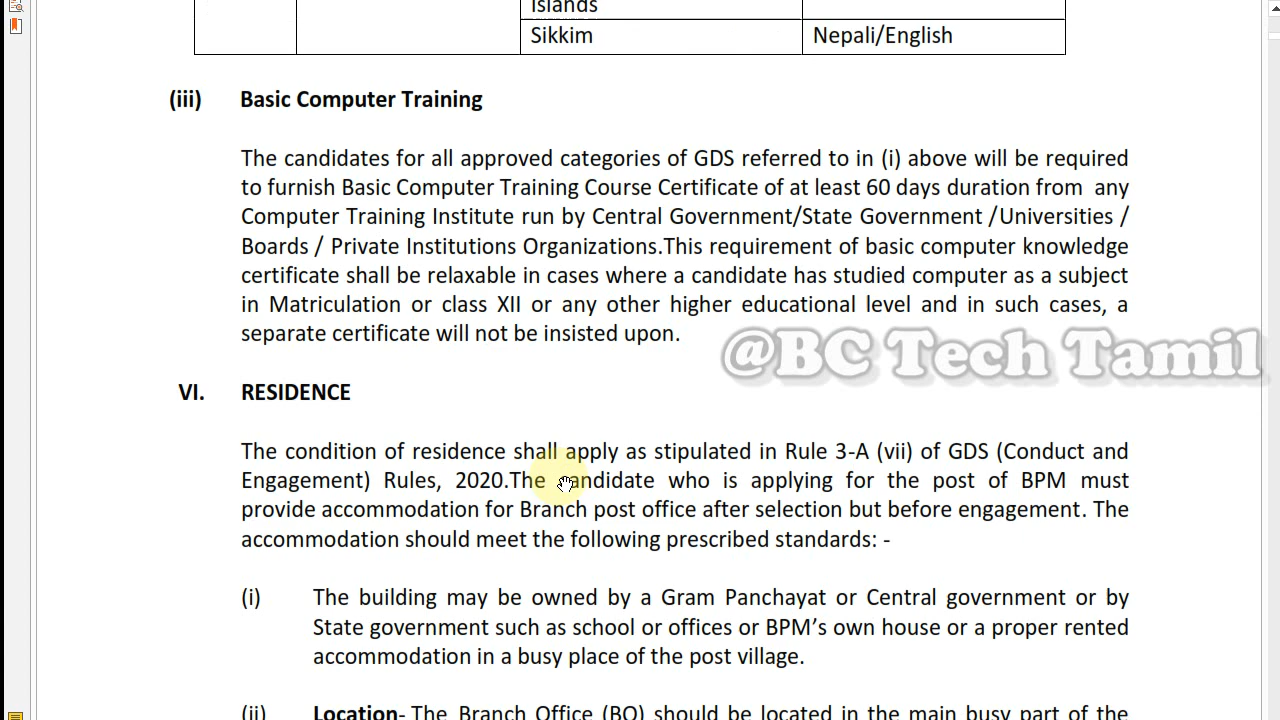 Islands
Sikkim Nepali/English
(iii) Basic Computer Training
The candidates for all approved categories of GDS referred to in (i) above will be required
to furnish Basic Computer Training Course Certificate of at least 60 days duration from any
Computer Training Institute run by Central Government/State Government /Universities /
Boards / Private Institutions Organizations.This requirement of basic computer knowledge
certificate shall be relaxable in cases where a candidate has studied computer as a subject
in Matriculation or class XII or any other higher educational level and in such cases, a
separate certificate will not be insisted upon.
@BC Tech Tamil
VI. RESIDENCE
The condition of residence shall apply as stipulated in Rule 3-A (vii) of GDS (Conduct and
Engagement) Rules, 2020.The candidate who is applying for the post of BPM must
provide accommodation for Branch post office after selection but before engagement. The
accommodation should meet the following prescribed standards: -
(i) The building may be owned by a Gram Panchayat or Central government or by
State government such as school or offices or BPM’s own house or a proper rented
accommodation in a busy place of the post village.
(ii) Location- The Branch Office (BO) should be located in the main busy part of the